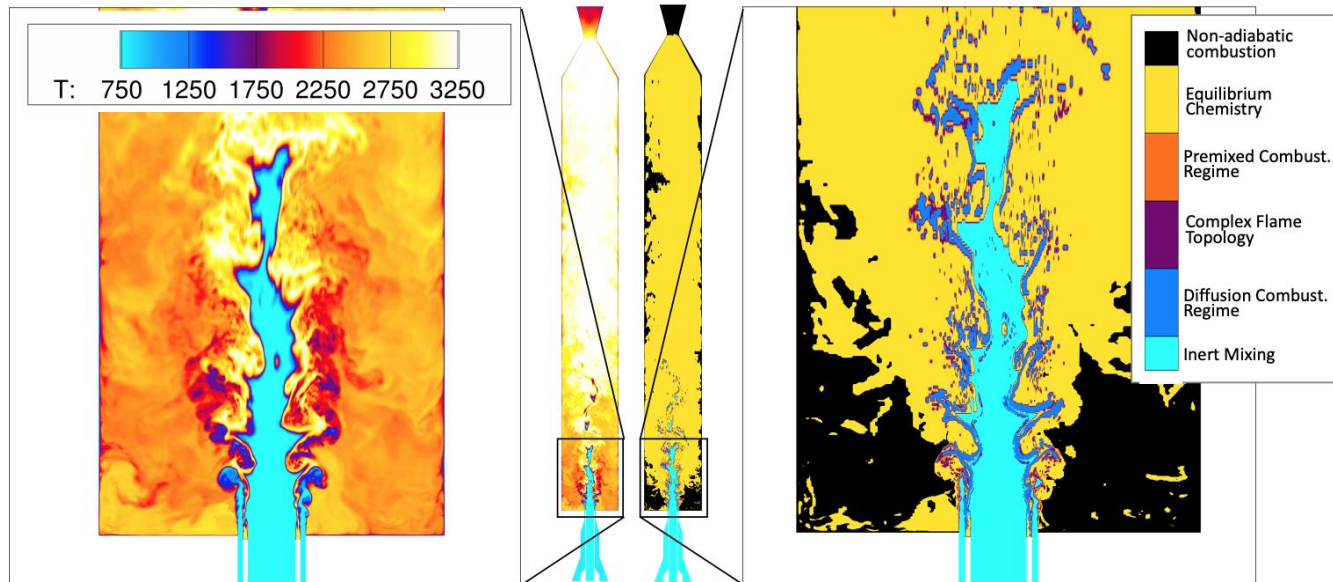 T: 750 1250 1750 2250 2750 3250
Non-adiabatic
combustion
Equilibrium
Chemistry
Premixed Combust.
Regime
Complex Flame
Topology
Diffusion Combust.
Regime
Inert Mixing